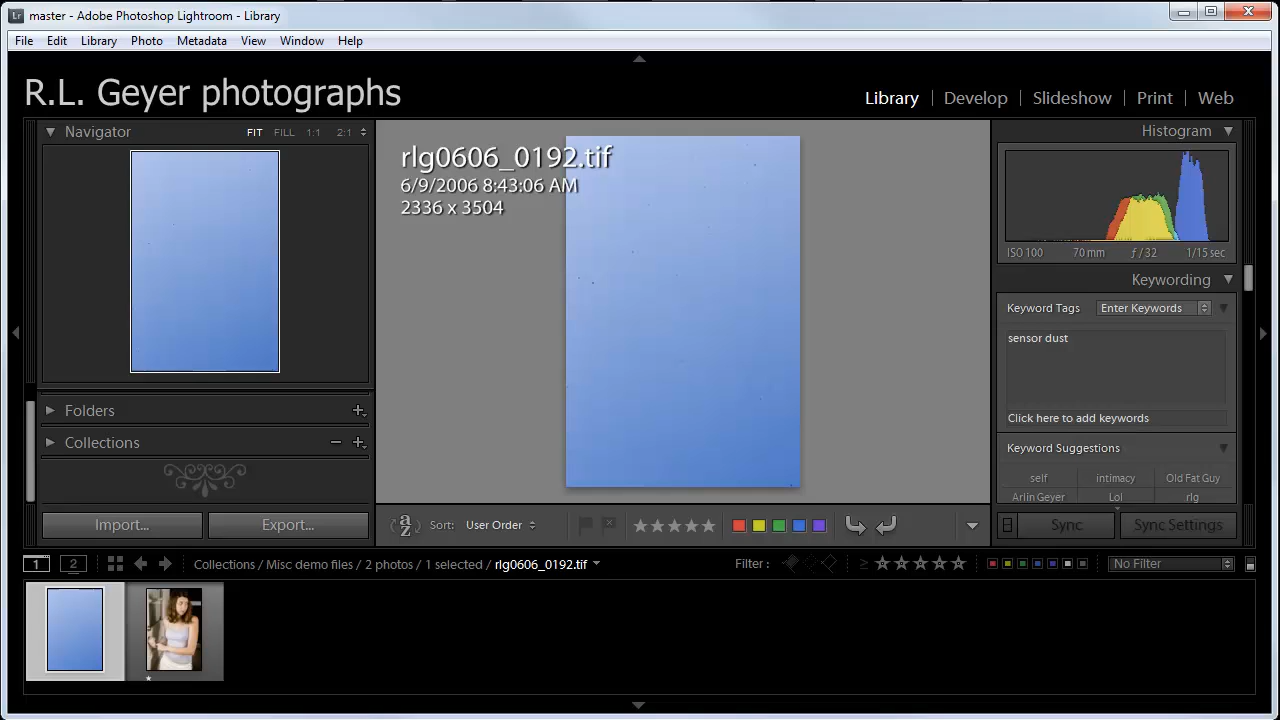 Lr master - Adobe Photoshop Lightroom - Library
File Edit Library Photo Metadata View Window Help
R.L. Geyer photographs
Library | Develop | Slideshow | Print | Web
Navigator FIT FILL 1:1 2:1
rlg0606_0192.tif
6/9/2006 8:43:06 AM
2336 x 3504
Histogram
ISO 100 70 mm ƒ / 32 1/15 sec
Keywording
Keyword Tags Enter Keywords
sensor dust
Click here to add keywords
Keyword Suggestions
self intimacy Old Fat Guy
Arlin Geyer Lol rlg
Folders
Collections
Import... Export...
a z Sort: User Order
Sync Sync Settings
1 2 Collections / Misc demo files / 2 photos / 1 selected / rlg0606_0192.tif Filter: ≥ No Filter